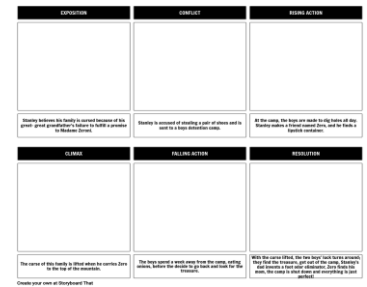 EXPOSITION
CONFLICT
RISING ACTION
Stanley believes his family is cursed because of his
great- great grandfather's failure to fulfill a promise
to Madame Zeroni.
Stanley is accused of stealing a pair of shoes and is
sent to a boys detention camp.
At the camp, the boys are made to dig holes all day.
Stanley makes a friend named Zero, and he finds a
lipstick container.
CLIMAX
FALLING ACTION
RESOLUTION
The curse of this family is lifted when he carries Zero
to the top of the mountain.
The boys spend a week away from the camp, eating
onions, before the decide to go back and look for the
treasure.
With the curse lifted, the two boys' luck turns around;
they find the treasure, get out of the camp, Stanley's
dad invents a foot odor eliminator, Zero finds his
mom, the camp is shut down and everything is just
perfect!
Create your own at Storyboard That